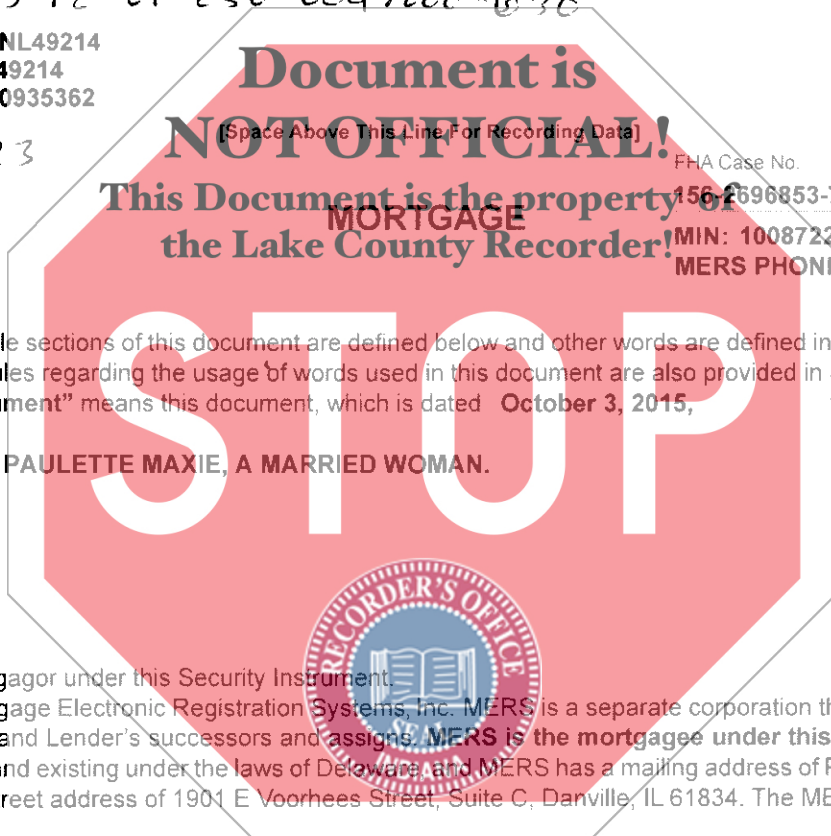 NL49214
49214
0935362
Document is
NOT OFFICIAL!
[Space Above This Line For Recording Data]
FHA Case No.
This Document is the property of
156-2696853-7
MORTGAGE
the Lake County Recorder!
MIN: 1008722
MERS PHONE
le sections of this document are defined below and other words are defined in
les regarding the usage of words used in this document are also provided in
ment" means this document, which is dated October 3, 2015,
PAULETTE MAXIE, A MARRIED WOMAN.
STOP
RECORDER'S OFFICE
SEAL
INDIANA
gagor under this Security Instrument.
gage Electronic Registration Systems, Inc. MERS is a separate corporation th
and Lender's successors and assigns. MERS is the mortgagee under this
nd existing under the laws of Delaware, and MERS has a mailing address of P
reet address of 1901 E Voorhees Street, Suite C, Danville, IL 61834. The ME